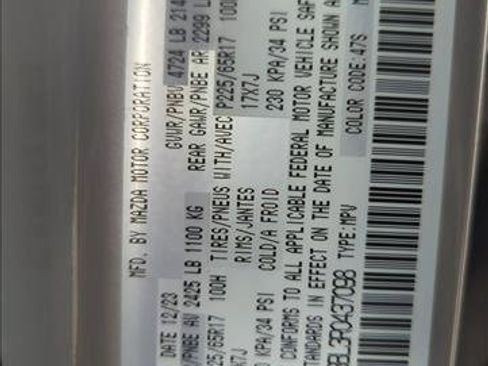 MFD. BY MAZDA MOTOR CORPORATION
DATE 12/23 GVWR/PNBV 4724 LB 214
/PNBE AV 2425 LB 1100 KG REAR GAWR/PNBE AR 2299 L
25/65R17 100H TIRES/PNEUS WITH/AVEC P225/65R17 100
X7J RIMS/JANTES 17X7J
KPA/34 PSI COLD/A FROID 230 KPA/34 PSI
CONFORMS TO ALL APPLICABLE FEDERAL MOTOR VEHICLE SAF
STANDARDS IN EFFECT ON THE DATE OF MANUFACTURE SHOWN A
TYPE:MPV COLOR CODE:47S